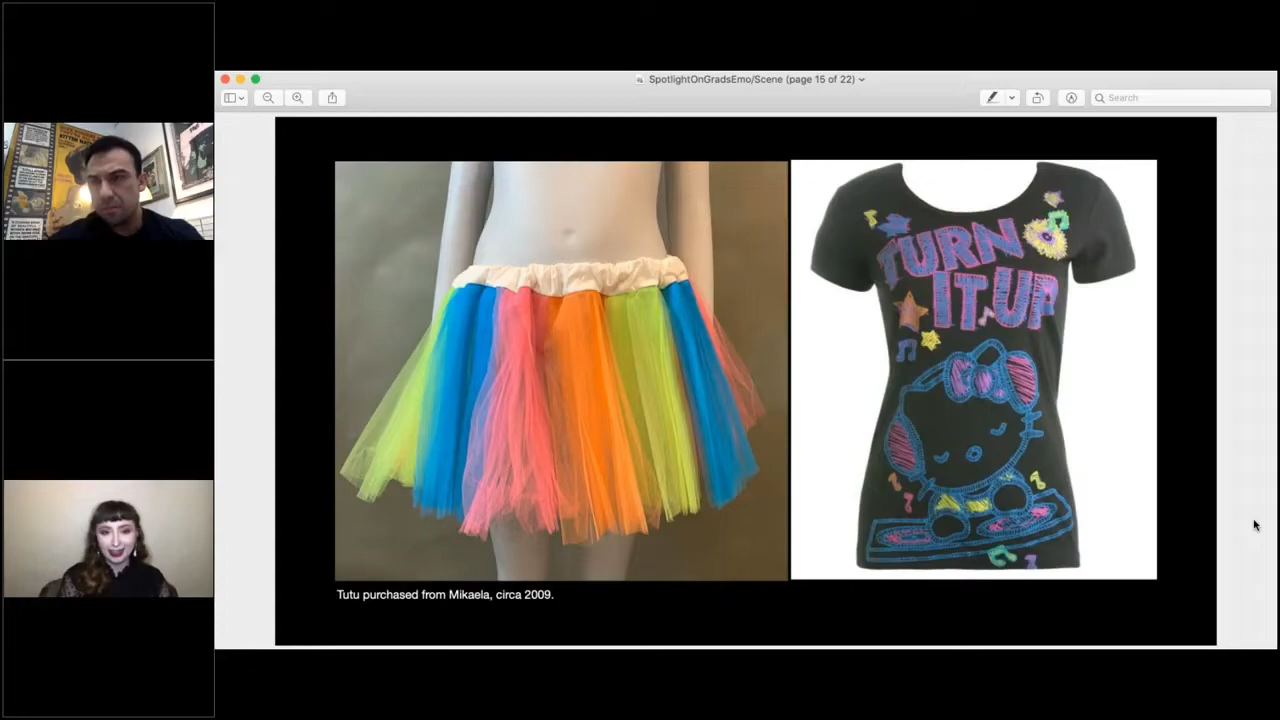 SpotlightOnGradsEmo/Scene (page 15 of 22)
Search
TURN
IT UP
Tutu purchased from Mikaela, circa 2009.